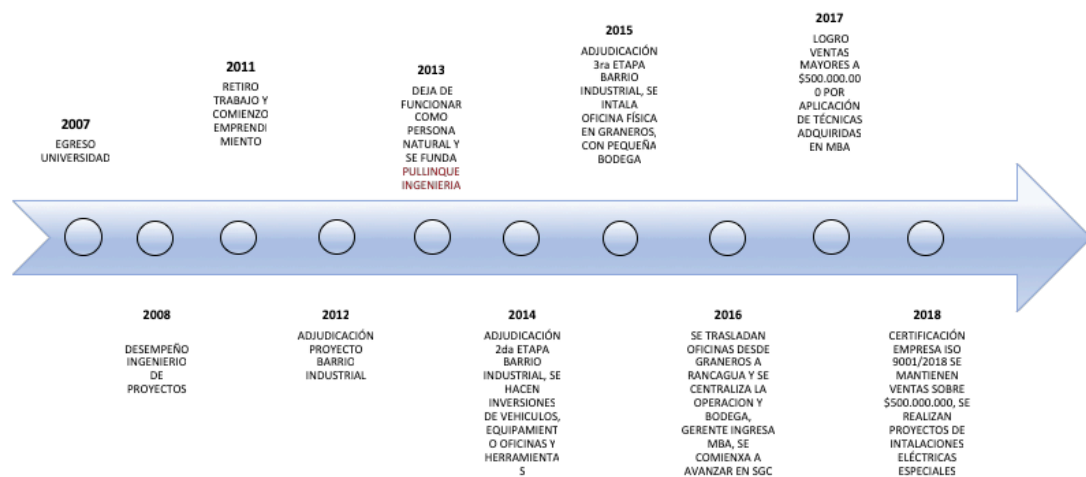 2007
EGRESO
UNIVERSIDAD
2008
DESEMPEÑO
INGENIERIO
DE
PROYECTOS
2011
RETIRO
TRABAJO Y
COMIENZO
EMPRENDI
MIENTO
2012
ADJUDICACIÓN
PROYECTO
BARRIO
INDUSTRIAL
2013
DEJA DE
FUNCIONAR
COMO
PERSONA
NATURAL Y
SE FUNDA
PULLINQUE
INGENIERIA
2014
ADJUDICACIÓN
2da ETAPA
BARRIO
INDUSTRIAL, SE
HACEN
INVERSIONES
DE VEHICULOS,
EQUIPAMIENT
O OFICINAS Y
HERRAMIENTA
S
2015
ADJUDICACIÓN
3ra ETAPA
BARRIO
INDUSTRIAL, SE
INTALA
OFICINA FÍSICA
EN GRANEROS,
CON PEQUEÑA
BODEGA
2016
SE TRASLADAN
OFICINAS DESDE
GRANEROS A
RANCAGUA Y SE
CENTRALIZA LA
OPERACION Y
BODEGA,
GERENTE INGRESA
MBA, SE
COMIENXA A
AVANZAR EN SGC
2017
LOGRO
VENTAS
MAYORES A
$500.000.00
0 POR
APLICACIÓN
DE TÉCNICAS
ADQUIRIDAS
EN MBA
2018
CERTIFICACIÓN
EMPRESA ISO
9001/2018 SE
MANTIENEN
VENTAS SOBRE
$500.000.000, SE
REALIZAN
PROYECTOS DE
INTALACIONES
ELÉCTRICAS
ESPECIALES